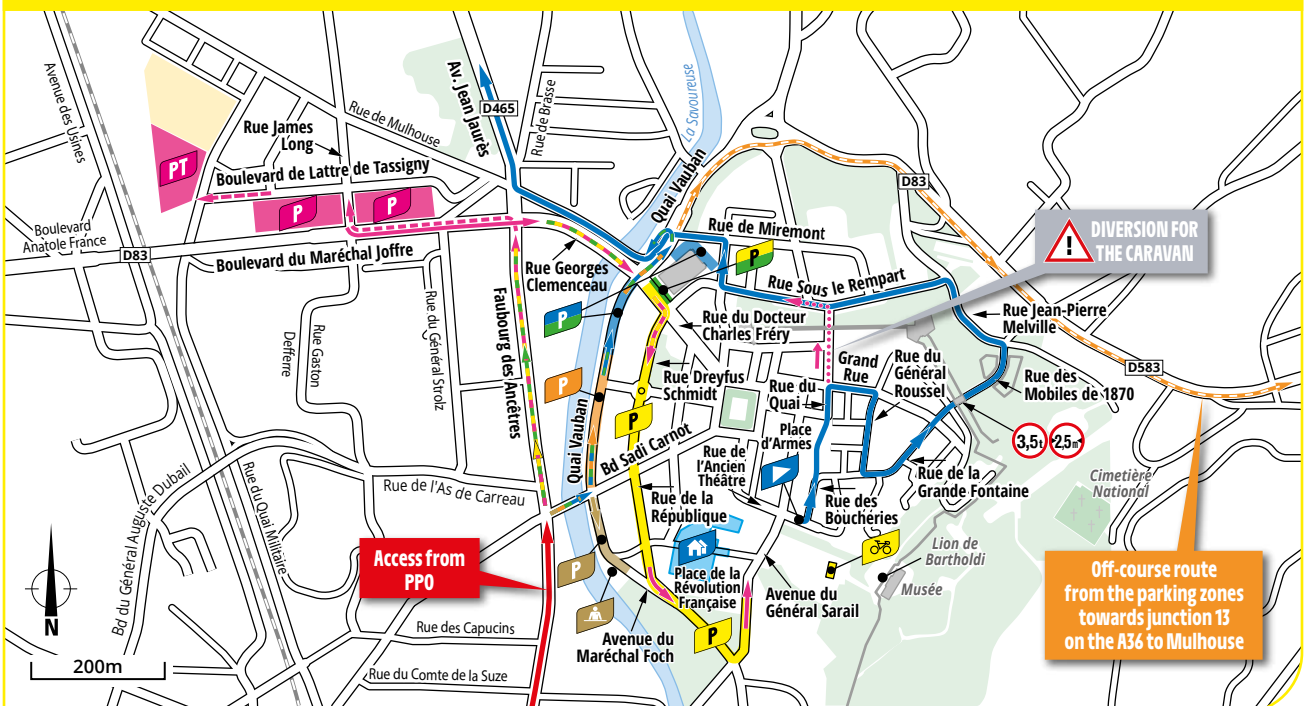 Avenue des Usines
Rue James
Long
Rue de Mulhouse
Av. Jean Jaurès
D465
Rue de Brasse
La Savoureuse
Quai Vauban
PT
Boulevard de Lattre de Tassigny
P
P
Boulevard
Anatole France
D83
Boulevard du Maréchal Joffre
Rue Georges
Clemenceau
Rue de Miremont
P
D83
! DIVERSION FOR
THE CARAVAN
Rue Sous le Rempart
Rue Jean-Pierre
Melville
Rue du Docteur
Charles Fréry
P
Rue Gaston
Defferre
Rue du Général Strolz
Faubourg des Ancêtres
P
Quai Vauban
Rue Dreyfus
Schmidt
P
Grand
Rue
Rue du
Général
Roussel
Rue du
Quai
Rue des
Mobiles de 1870
D583
3,5t
2,5m
Place
d'Armes
Bd Sadi Carnot
Rue de
l'Ancien
Théâtre
Rue de l'As de Carreau
Rue de la
République
Rue des
Boucheries
Rue de la
Grande Fontaine
Cimetière
National
Bd du Général Auguste Dubail
Rue du Quai Militaire
Access from
PPO
P
Place de la
Révolution
Française
Avenue du
Général Sarail
Lion de
Bartholdi
Musée
Off-course route
from the parking zones
towards junction 13
on the A36 to Mulhouse
N
200m
Rue des Capucins
Avenue du
Maréchal Foch
P
Rue du Comte de la Suze